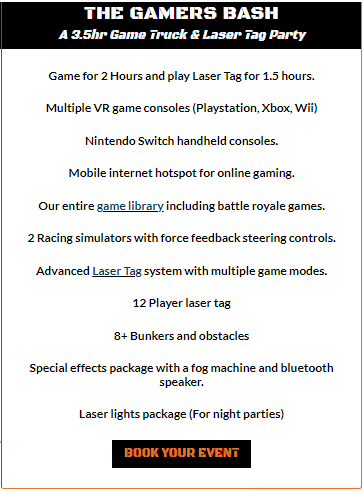 THE GAMERS BASH
A 3.5hr Game Truck & Laser Tag Party
Game for 2 Hours and play Laser Tag for 1.5 hours.
Multiple VR game consoles (Playstation, Xbox, Wii)
Nintendo Switch handheld consoles.
Mobile internet hotspot for online gaming.
Our entire game library including battle royale games.
2 Racing simulators with force feedback steering controls.
Advanced Laser Tag system with multiple game modes.
12 Player laser tag
8+ Bunkers and obstacles
Special effects package with a fog machine and bluetooth
speaker.
Laser lights package (For night parties)
BOOK YOUR EVENT